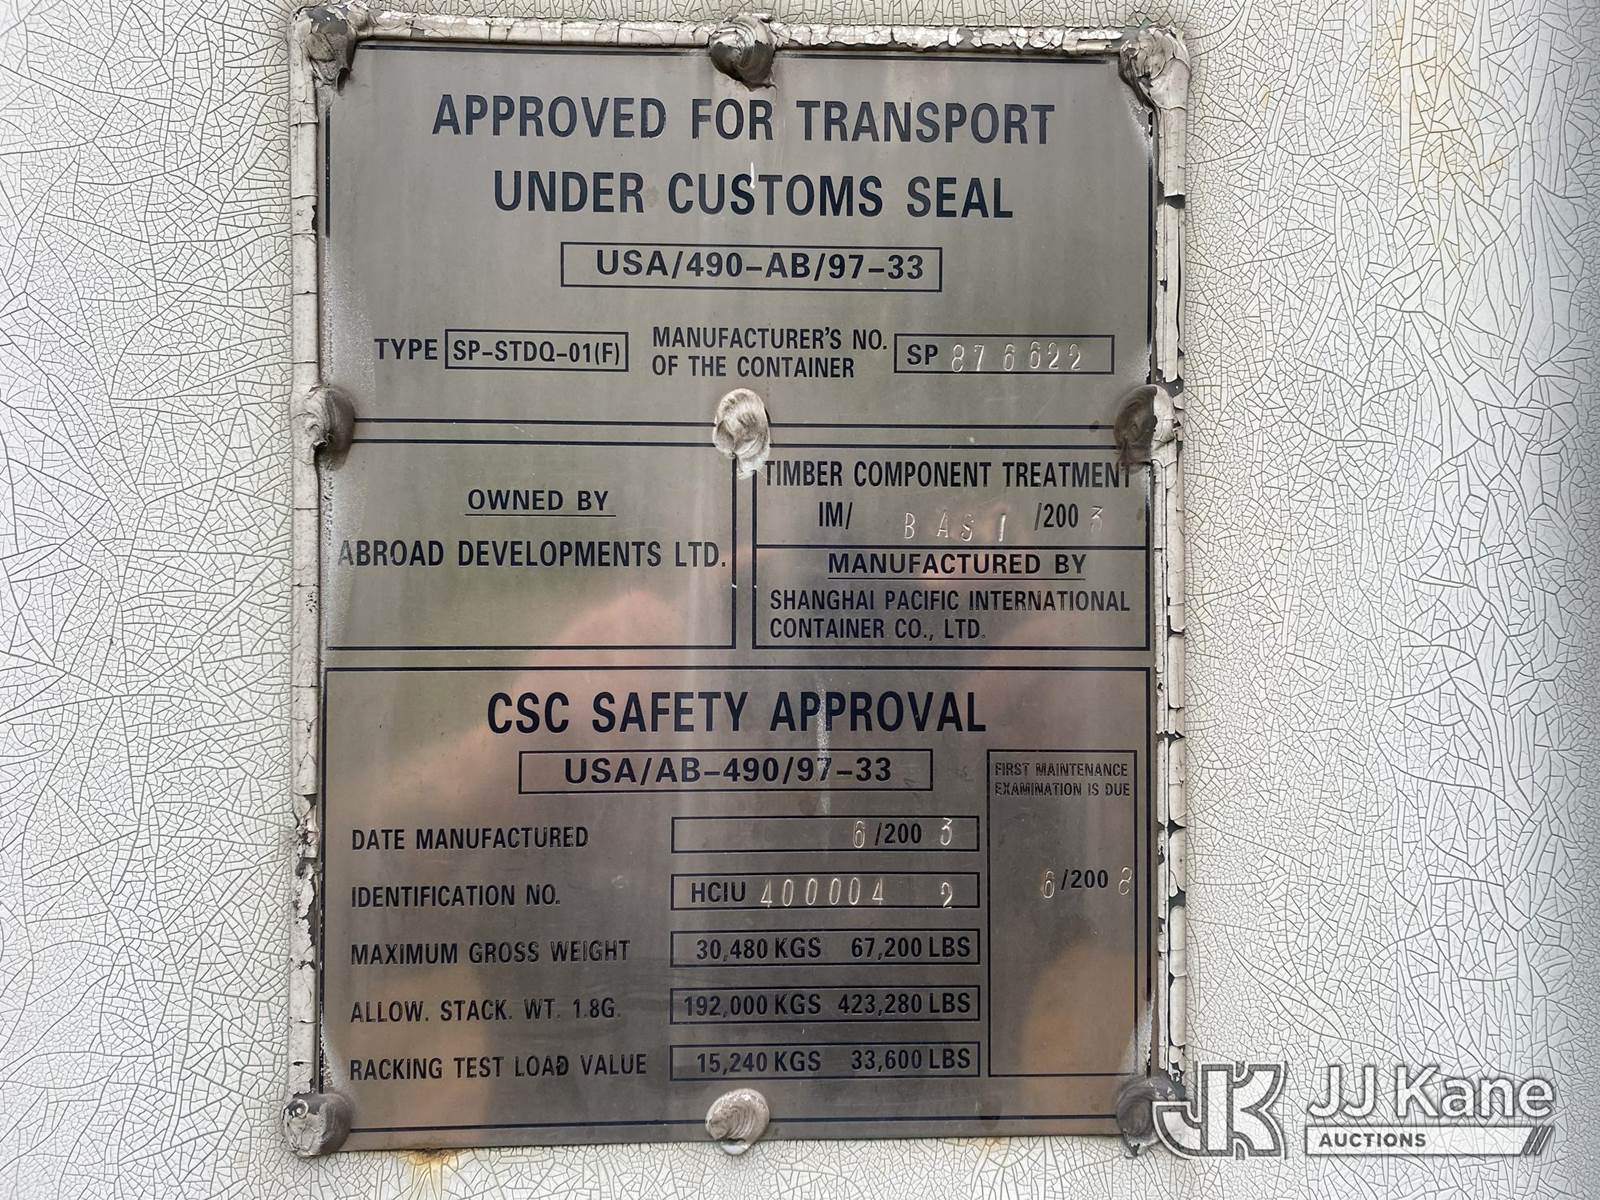 APPROVED FOR TRANSPORT
UNDER CUSTOMS SEAL
USA/490-AB/97-33
TYPE SP-STDQ-01(F)
MANUFACTURER'S NO.
OF THE CONTAINER
SP 876622
OWNED BY
ABROAD DEVELOPMENTS LTD.
TIMBER COMPONENT TREATMENT
IM/ BASI /2003
MANUFACTURED BY
SHANGHAI PACIFIC INTERNATIONAL
CONTAINER CO., LTD.
CSC SAFETY APPROVAL
USA/AB-490/97-33
FIRST MAINTENANCE
EXAMINATION IS DUE
6/2008
DATE MANUFACTURED 6/2003
IDENTIFICATION NO. HCIU 400004 2
MAXIMUM GROSS WEIGHT 30,480 KGS 67,200 LBS
ALLOW. STACK. WT. 1.8G. 192,000 KGS 423,280 LBS
RACKING TEST LOAD VALUE 15,240 KGS 33,600 LBS
JK JJ Kane
AUCTIONS